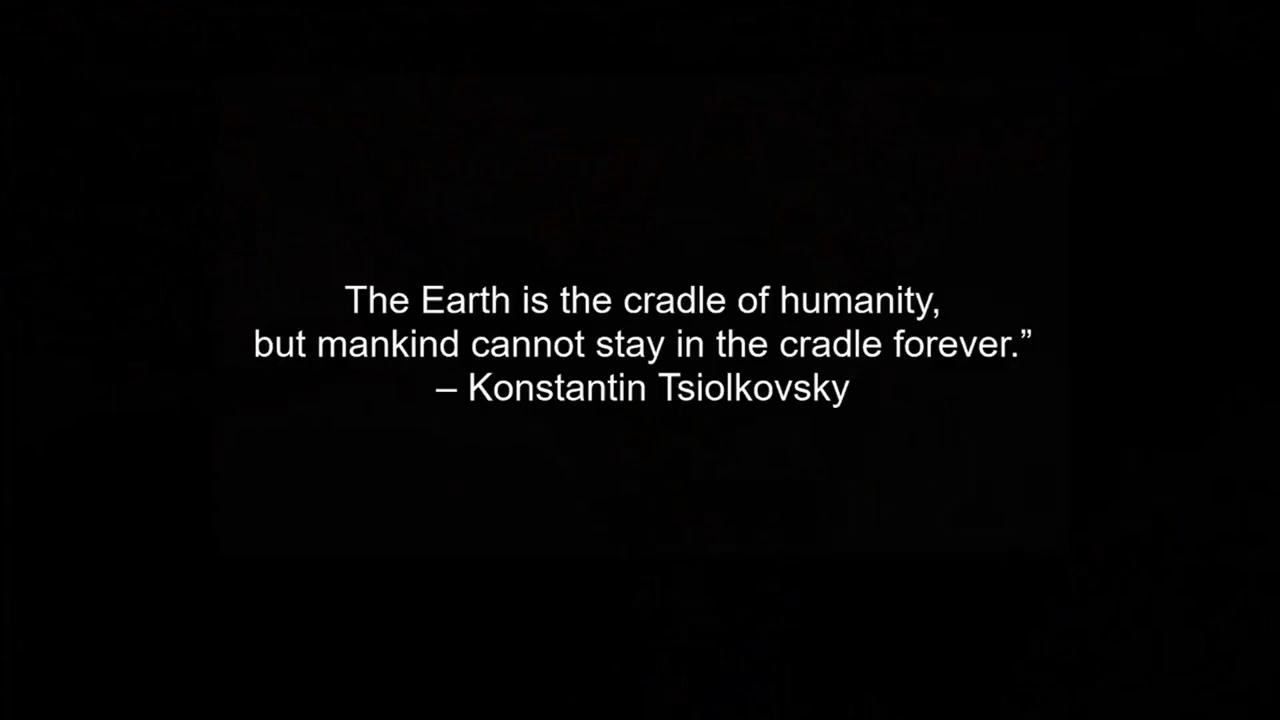 The Earth is the cradle of humanity,
but mankind cannot stay in the cradle forever.”
– Konstantin Tsiolkovsky